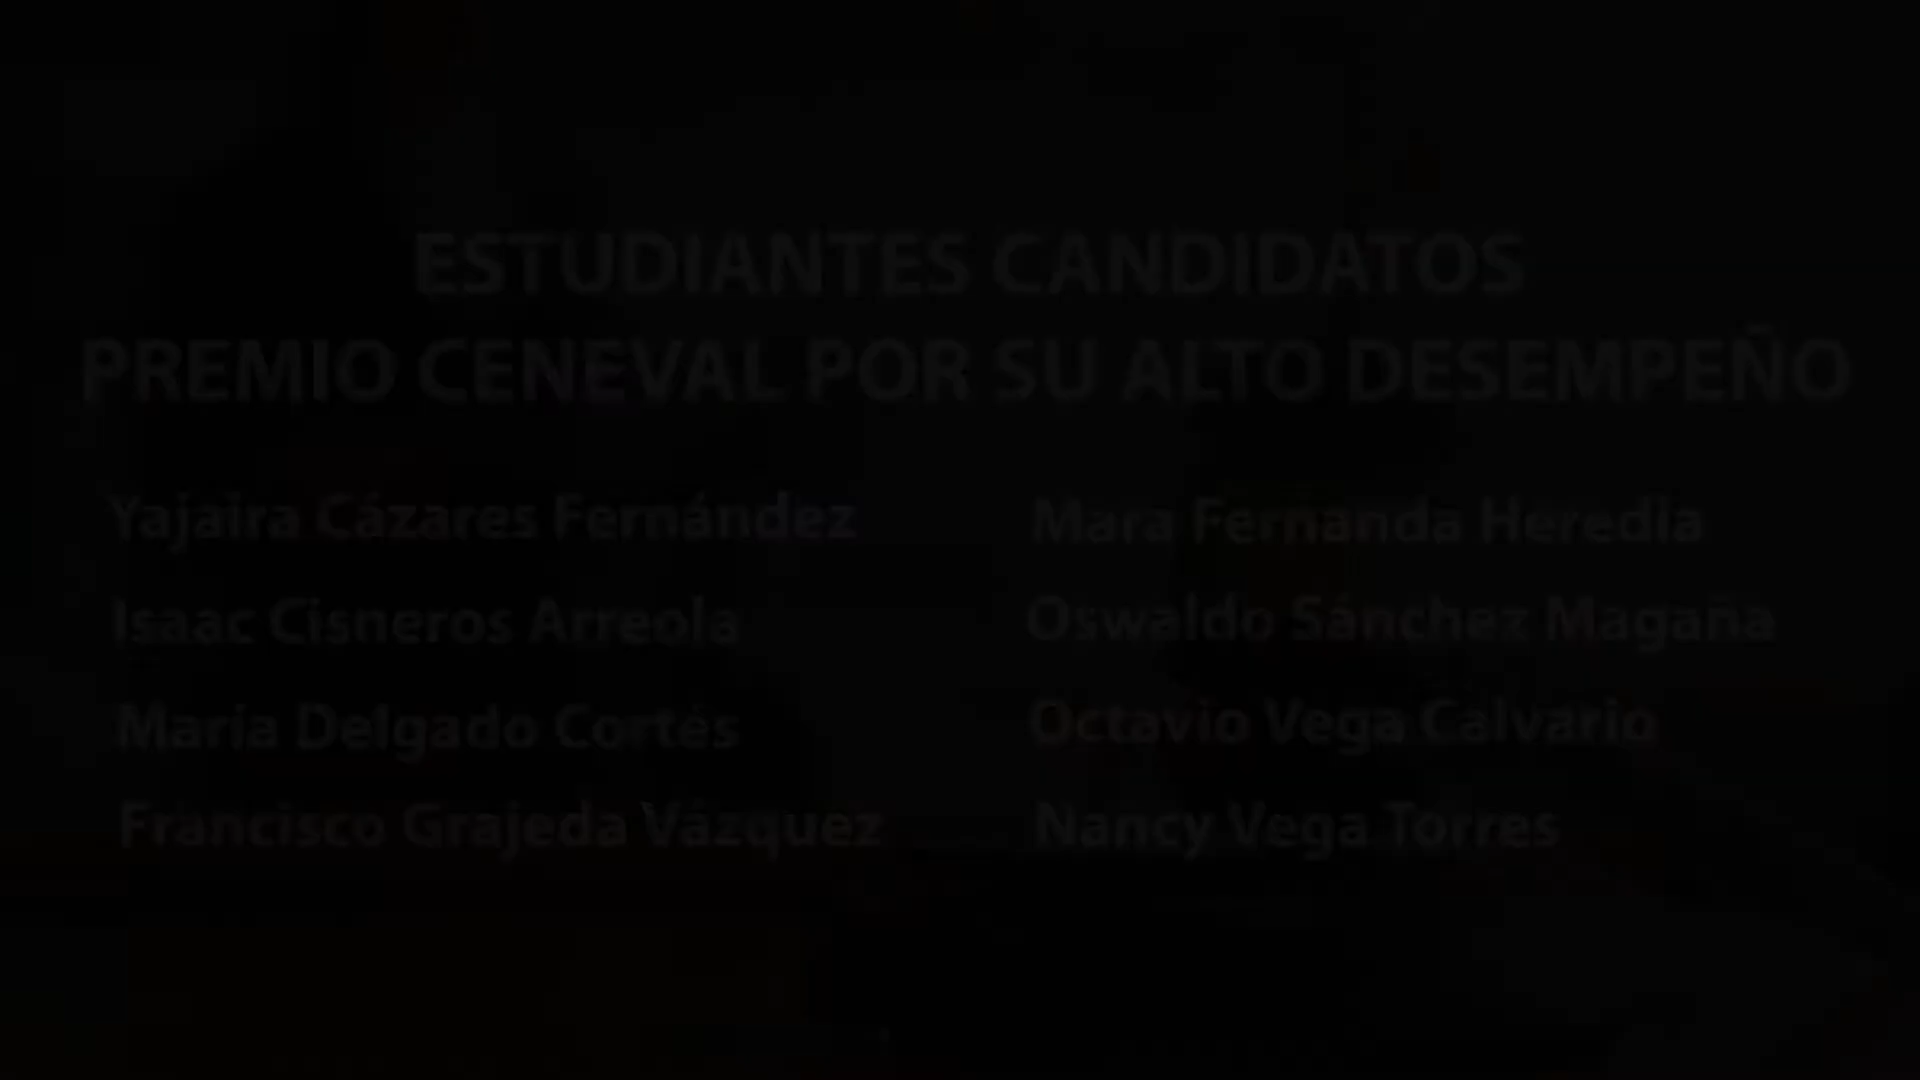 ESTUDIANTES CANDIDATOS
PREMIO CENEVAL POR SU ALTO DESEMPEÑO
Yajaira Cázares Fernández
Isaac Cisneros Arreola
María Delgado Cortés
Francisco Grajeda Vázquez
Mara Fernanda Heredia
Oswaldo Sánchez Magaña
Octavio Vega Calvario
Nancy Vega Torres